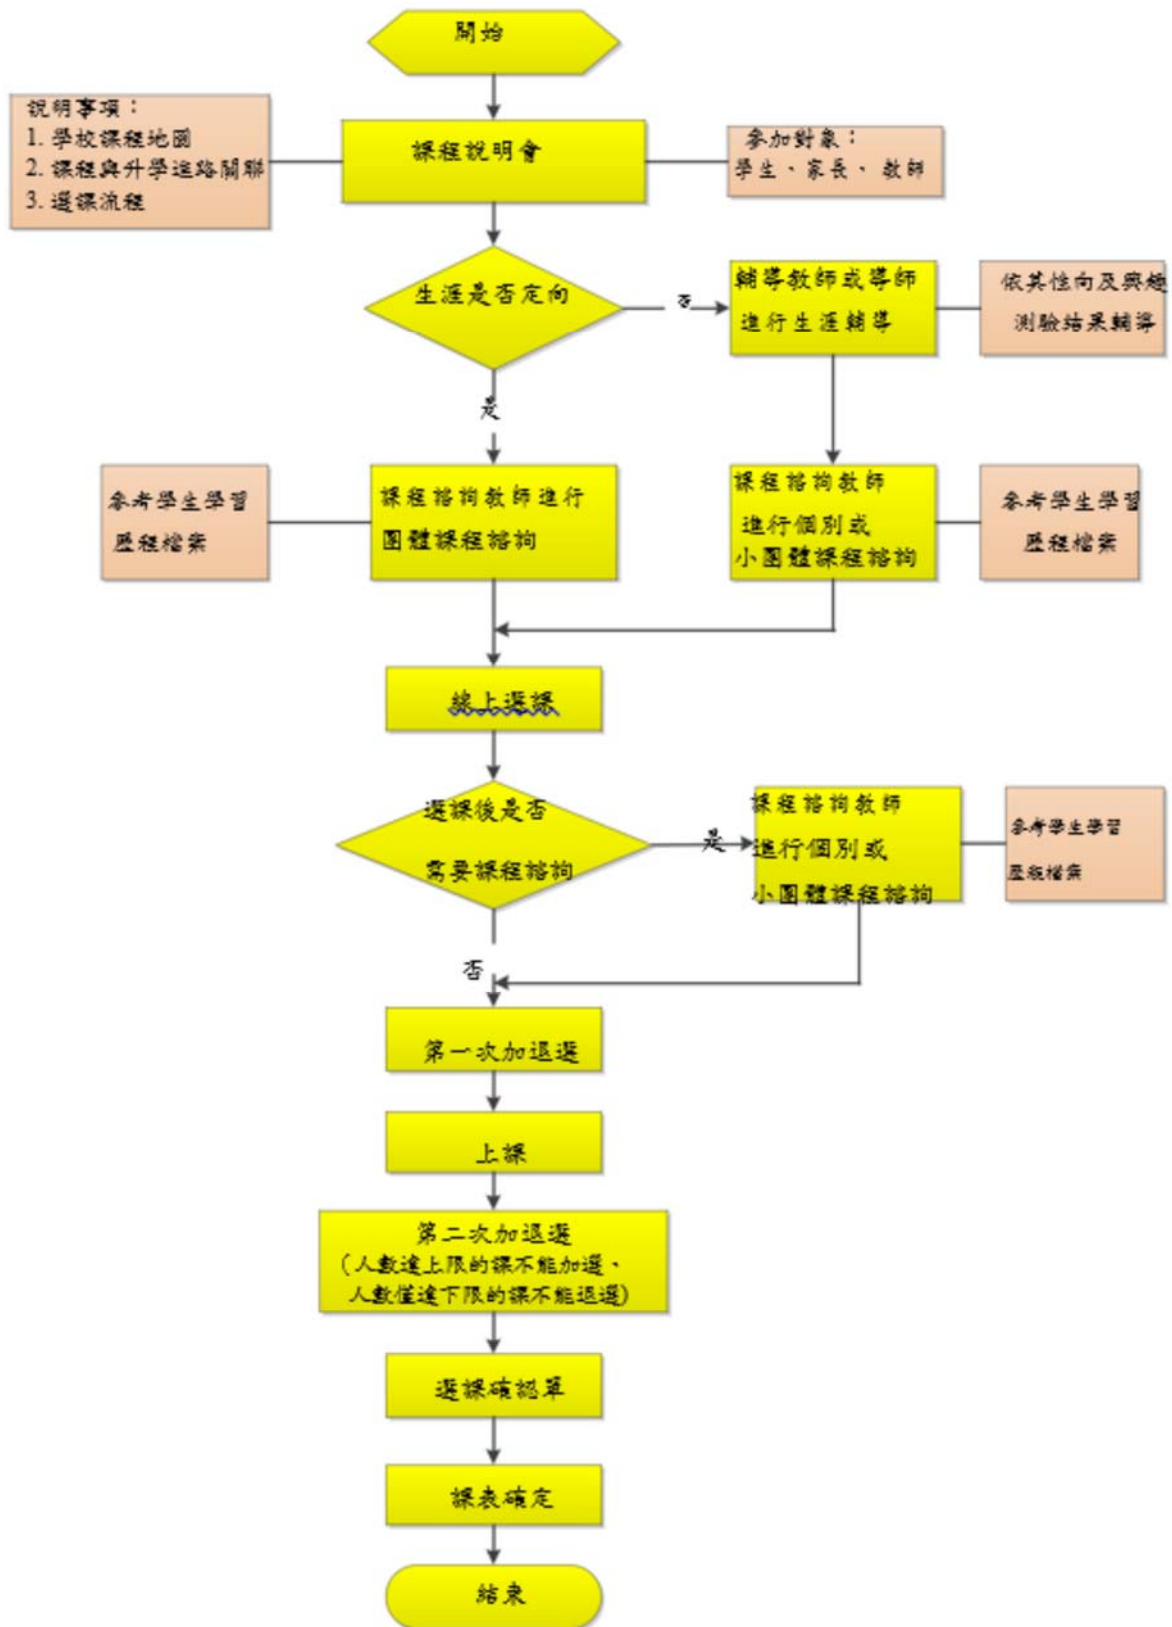 開始
說明事項：
1. 學校課程地圖
2. 課程與升學進路關聯
3. 選課流程
課程說明會
參加對象：
學生、家長、教師
生涯是否定向
否
輔導教師或導師
進行生涯輔導
依其性向及興趣
測驗結果輔導
是
參考學生學習
歷程檔案
課程諮詢教師進行
團體課程諮詢
課程諮詢教師
進行個別或
小團體課程諮詢
參考學生學習
歷程檔案
線上選課
選課後是否
需要課程諮詢
是
課程諮詢教師
進行個別或
小團體課程諮詢
參考學生學習
歷程檔案
否
第一次加退選
上課
第二次加退選
(人數達上限的課不能加選、
人數僅達下限的課不能退選)
選課確認單
課表確定
結束